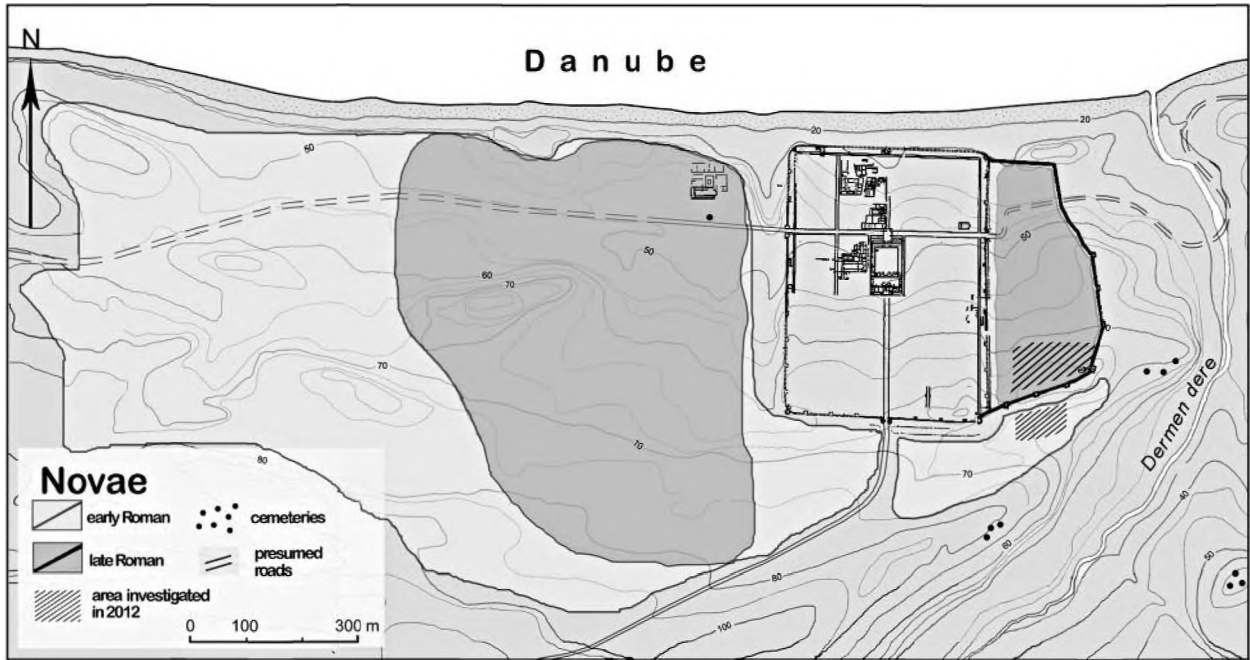 N
Danube
20
20
50
50
50
60
70
70
70
70
80
80
60
40
50
100
Dermen dere
Novae
early Roman
cemeteries
late Roman
presumed
roads
area investigated
in 2012
0 100 300 m